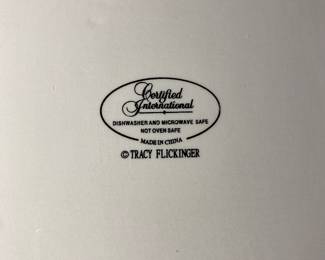 Certified
International
DISHWASHER AND MICROWAVE SAFE
NOT OVEN SAFE
MADE IN CHINA
© TRACY FLICKINGER